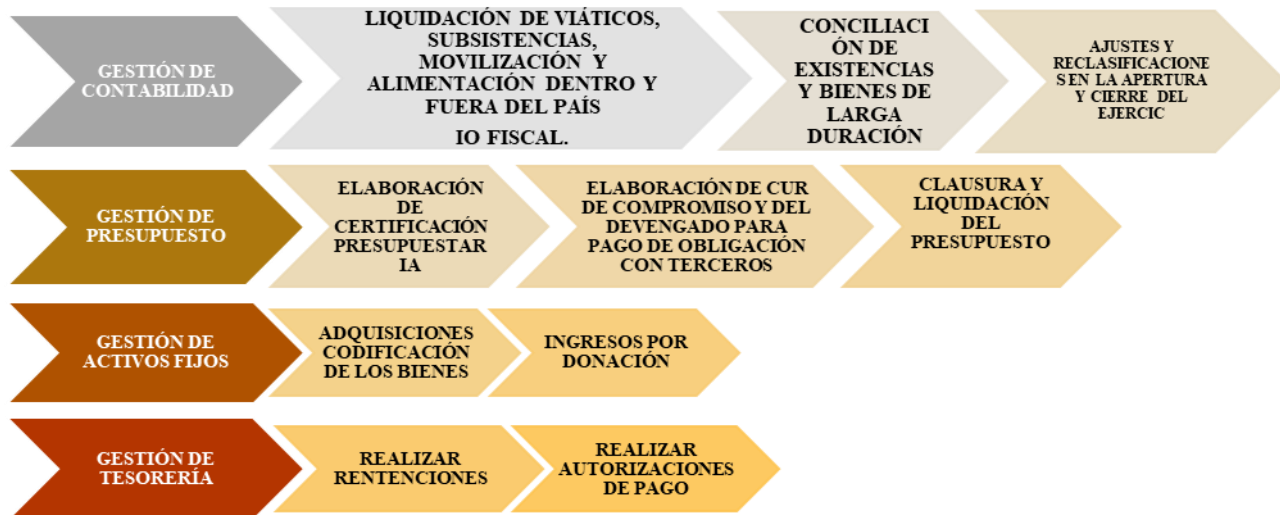 GESTIÓN DE
CONTABILIDAD
LIQUIDACIÓN DE VIÁTICOS,
SUBSISTENCIAS,
MOVILIZACIÓN Y
ALIMENTACIÓN DENTRO Y
FUERA DEL PAÍS
IO FISCAL.
CONCILIACI
ÓN DE
EXISTENCIAS
Y BIENES DE
LARGA
DURACIÓN
AJUSTES Y
RECLASIFICACIONE
S EN LA APERTURA
Y CIERRE DEL
EJERCIC
GESTIÓN DE
PRESUPUESTO
ELABORACIÓN
DE
CERTIFICACIÓN
PRESUPUESTAR
IA
ELABORACIÓN DE CUR
DE COMPROMISO Y DEL
DEVENGADO PARA
PAGO DE OBLIGACIÓN
CON TERCEROS
CLAUSURA Y
LIQUIDACIÓN
DEL
PRESUPUESTO
GESTIÓN DE
ACTIVOS FIJOS
ADQUISICIONES
CODIFICACIÓN
DE LOS BIENES
INGRESOS POR
DONACIÓN
GESTIÓN DE
TESORERÍA
REALIZAR
RENTENCIONES
REALIZAR
AUTORIZACIONES
DE PAGO